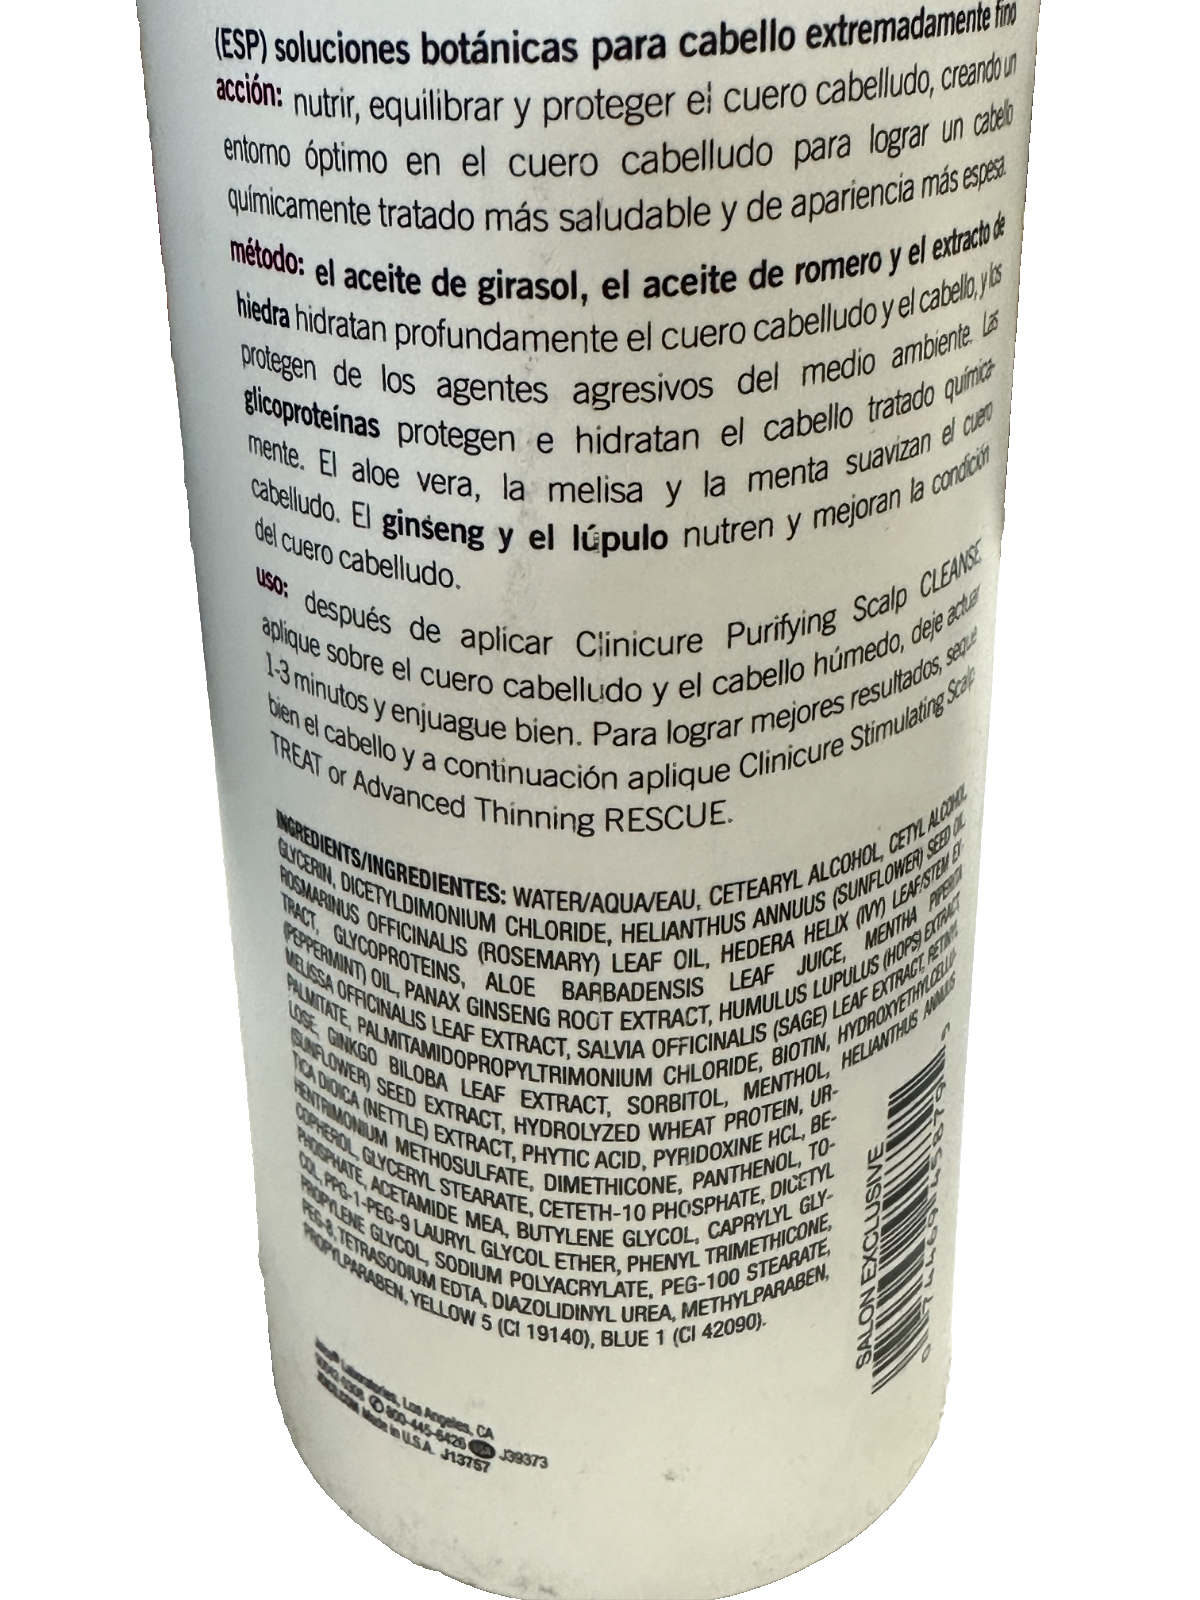 (ESP) soluciones botánicas para cabello extremadamente fino
acción: nutrir, equilibrar y proteger el cuero cabelludo, creando un
entorno óptimo en el cuero cabelludo para lograr un cabello
químicamente tratado más saludable y de apariencia más espesa.
método: el aceite de girasol, el aceite de romero y el extracto de
hiedra hidratan profundamente el cuero cabelludo y el cabello, y los
protegen de los agentes agresivos del medio ambiente. Las
glicoproteínas protegen e hidratan el cabello tratado química-
mente. El aloe vera, la melisa y la menta suavizan el cuero
cabelludo. El ginseng y el lúpulo nutren y mejoran la condición
del cuero cabelludo.
uso: después de aplicar Clinicure Purifying Scalp CLEANSE
aplique sobre el cuero cabelludo y el cabello húmedo, deje actuar
1-3 minutos y enjuague bien. Para lograr mejores resultados, seque
bien el cabello y a continuación aplique Clinicure Stimulating Scalp
TREAT or Advanced Thinning RESCUE.
INGREDIENTS/INGREDIENTES: WATER/AQUA/EAU, CETEARYL ALCOHOL, CETYL ALCOHOL,
GLYCERIN, DICETYLDIMONIUM CHLORIDE, HELIANTHUS ANNUUS (SUNFLOWER) SEED OIL,
ROSMARINUS OFFICINALIS (ROSEMARY) LEAF OIL, HEDERA HELIX (IVY) LEAF/STEM EX-
TRACT, GLYCOPROTEINS, ALOE BARBADENSIS LEAF JUICE, MENTHA PIPERITA
(PEPPERMINT) OIL, PANAX GINSENG ROOT EXTRACT, HUMULUS LUPULUS (HOPS) EXTRACT,
MELISSA OFFICINALIS LEAF EXTRACT, SALVIA OFFICINALIS (SAGE) LEAF EXTRACT, RETINYL
PALMITATE, PALMITAMIDOPROPYLTRIMONIUM CHLORIDE, BIOTIN, HYDROXYETHYLCELLU-
LOSE, GINKGO BILOBA LEAF EXTRACT, SORBITOL, MENTHOL, HELIANTHUS ANNUUS
(SUNFLOWER) SEED EXTRACT, HYDROLYZED WHEAT PROTEIN, UR-
TICA DIOICA (NETTLE) EXTRACT, PHYTIC ACID, PYRIDOXINE HCL, BE-
HENTRIMONIUM METHOSULFATE, DIMETHICONE, PANTHENOL, TO-
COPHEROL, GLYCERYL STEARATE, CETETH-10 PHOSPHATE, DICETYL
PHOSPHATE, ACETAMIDE MEA, BUTYLENE GLYCOL, CAPRYLYL GLY-
COL, PPG-1-PEG-9 LAURYL GLYCOL ETHER, PHENYL TRIMETHICONE,
PROPYLENE GLYCOL, SODIUM POLYACRYLATE, PEG-100 STEARATE,
PEG-8, TETRASODIUM EDTA, DIAZOLIDINYL UREA, METHYLPARABEN,
PROPYLPARABEN, YELLOW 5 (CI 19140), BLUE 1 (CI 42090).
SALON EXCLUSIVE
Laboratories, Los Angeles, CA
800-445-6426 USA J39373
JOICO.COM Made in U.S.A. J13757